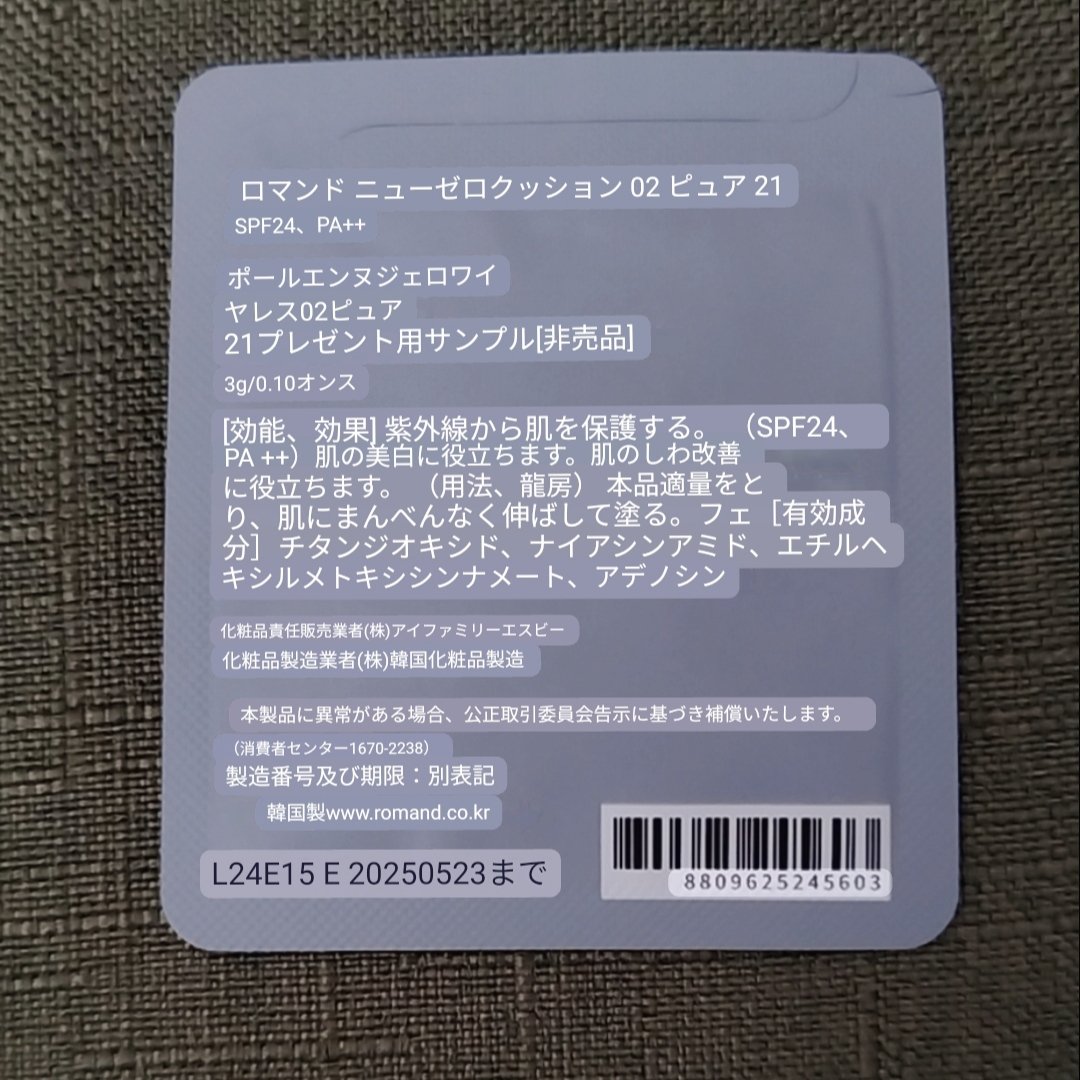 ロマンド ニューゼロクッション 02 ピュア 21
SPF24、PA++
ポールエンヌジェロワイ
ヤレス02ピュア
21プレゼント用サンプル[非売品]
3g/0.10オンス
[効能、効果] 紫外線から肌を保護する。 （SPF24、
PA ++）肌の美白に役立ちます。肌のしわ改善
に役立ちます。 （用法、龍房） 本品適量をと
り、肌にまんべんなく伸ばして塗る。フェ［有効成
分］チタンジオキシド、ナイアシンアミド、エチルヘ
キシルメトキシシンナメート、アデノシン
化粧品責任販売業者(株)アイファミリーエスビー
化粧品製造業者(株)韓国化粧品製造
本製品に異常がある場合、公正取引委員会告示に基づき補償いたします。
（消費者センター1670-2238）
製造番号及び期限：別表記
韓国製www.romand.co.kr
L24E15 E 20250523まで
8809625245603